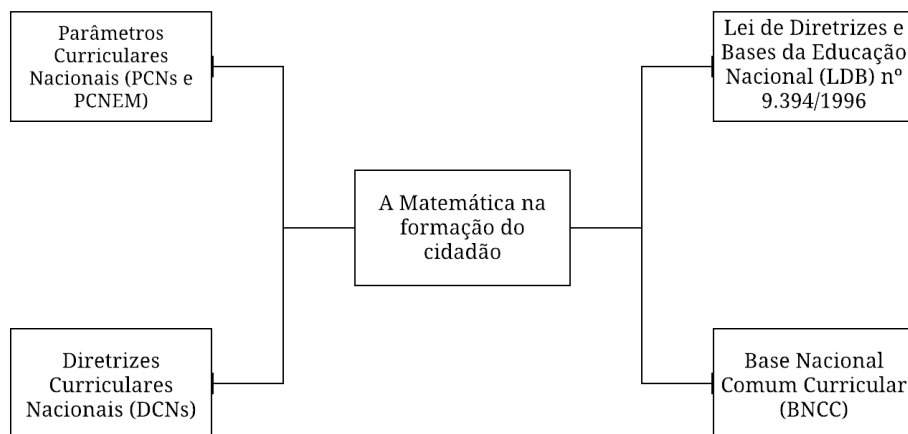 Parâmetros
Curriculares
Nacionais (PCNs e
PCNEM)
Lei de Diretrizes e
Bases da Educação
Nacional (LDB) nº
9.394/1996
A Matemática na
formação do
cidadão
Diretrizes
Curriculares
Nacionais (DCNs)
Base Nacional
Comum Curricular
(BNCC)